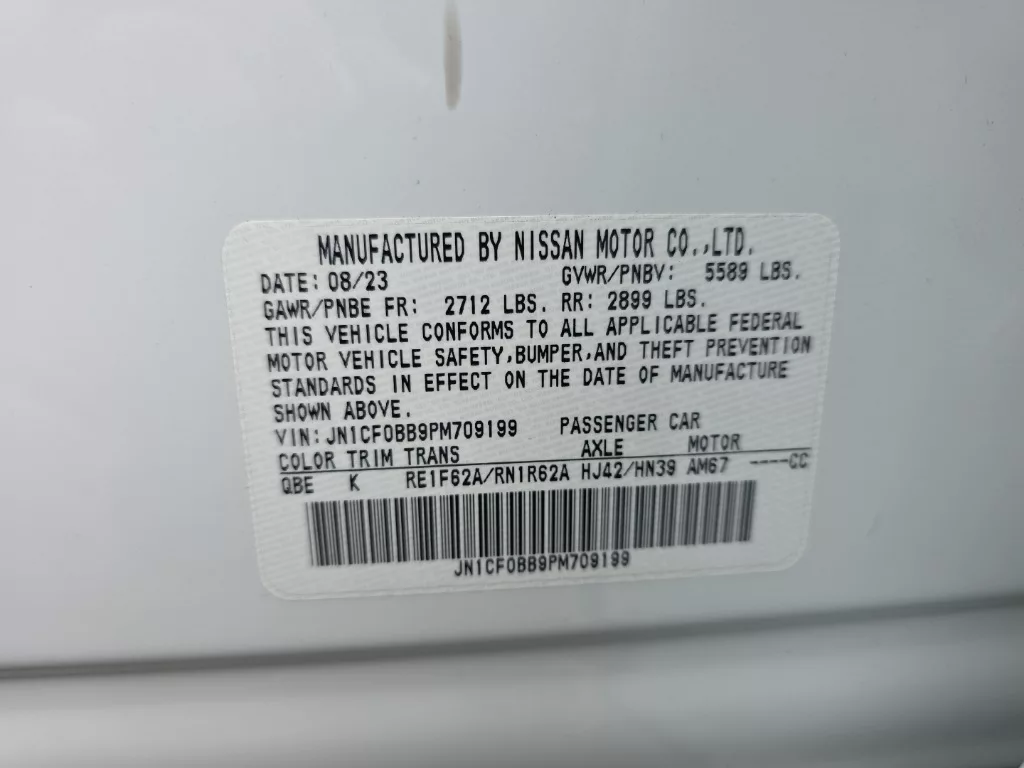 MANUFACTURED BY NISSAN MOTOR CO.,LTD.
DATE: 08/23 GVWR/PNBV: 5589 LBS.
GAWR/PNBE FR: 2712 LBS. RR: 2899 LBS.
THIS VEHICLE CONFORMS TO ALL APPLICABLE FEDERAL
MOTOR VEHICLE SAFETY,BUMPER,AND THEFT PREVENTION
STANDARDS IN EFFECT ON THE DATE OF MANUFACTURE
SHOWN ABOVE.
VIN:JN1CF0BB9PM709199 PASSENGER CAR
COLOR TRIM TRANS AXLE MOTOR
QBE K RE1F62A/RN1R62A HJ42/HN39 AM67 ----CC
JN1CF0BB9PM709199